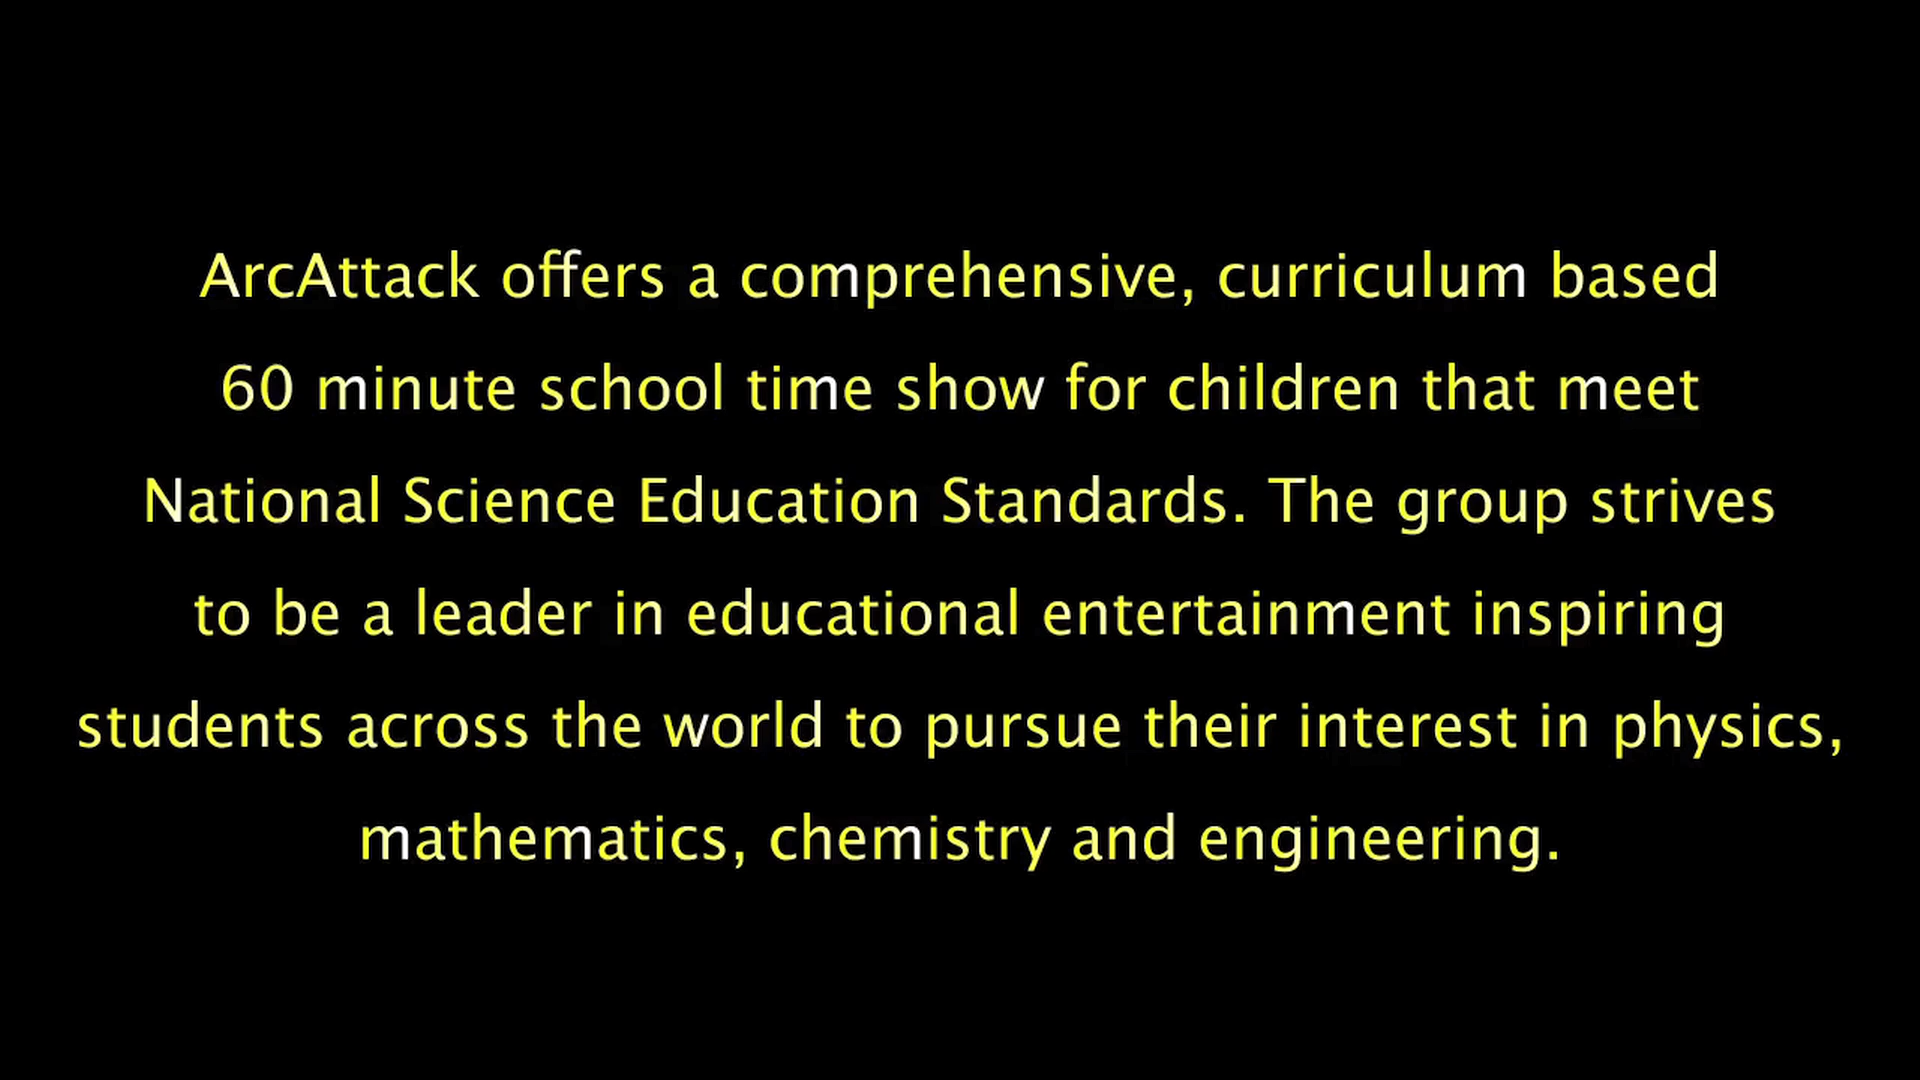 ArcAttack offers a comprehensive, curriculum based
60 minute school time show for children that meet
National Science Education Standards. The group strives
to be a leader in educational entertainment inspiring
students across the world to pursue their interest in physics,
mathematics, chemistry and engineering.